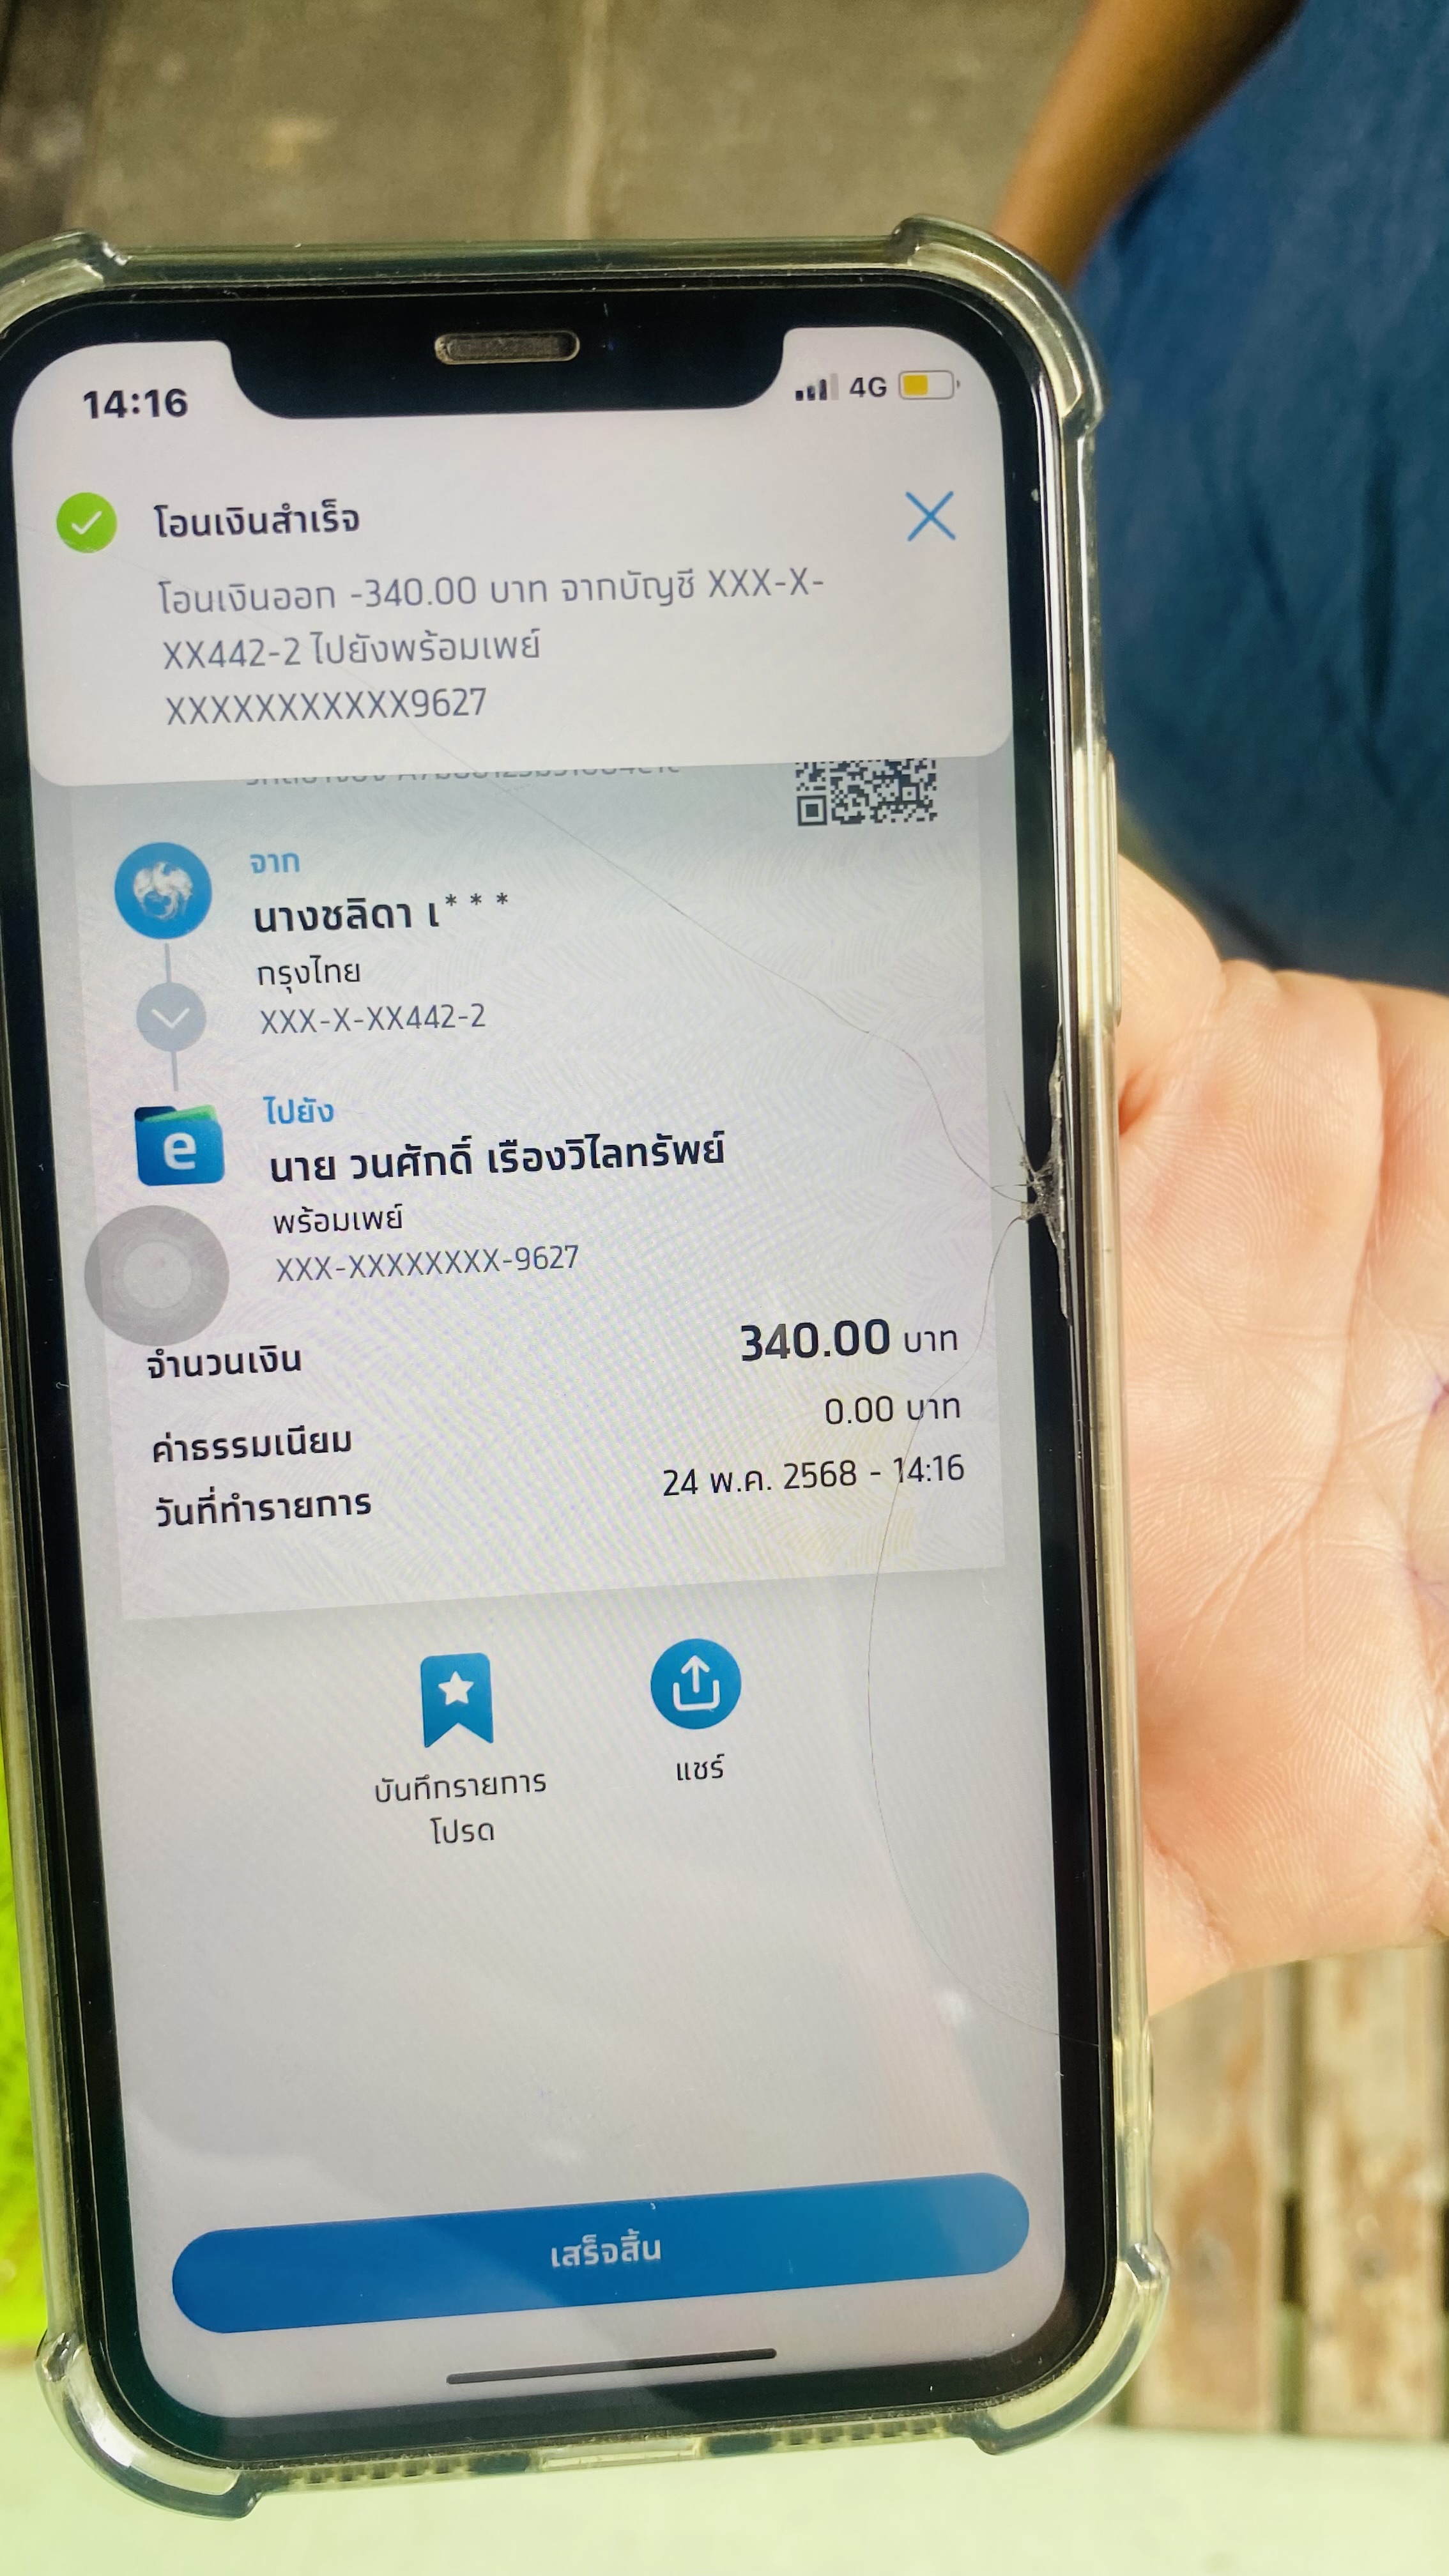 14:16
4G
โอนเงินสำเร็จ
โอนเงินออก -340.00 บาท จากบัญชี XXX-X-
XX442-2 ไปยังพร้อมเพย์
XXXXXXXXXXX9627
จาก
นางชลิดา เ***
กรุงไทย
XXX-X-XX442-2
ไปยัง
e
นาย วนศักดิ์ เรืองวิไลทรัพย์
พร้อมเพย์
XXX-XXXXXXXX-9627
จำนวนเงิน 340.00 บาท
ค่าธรรมเนียม 0.00 บาท
วันที่ทำรายการ 24 พ.ค. 2568 - 14:16
บันทึกรายการ
โปรด
แชร์
เสร็จสิ้น